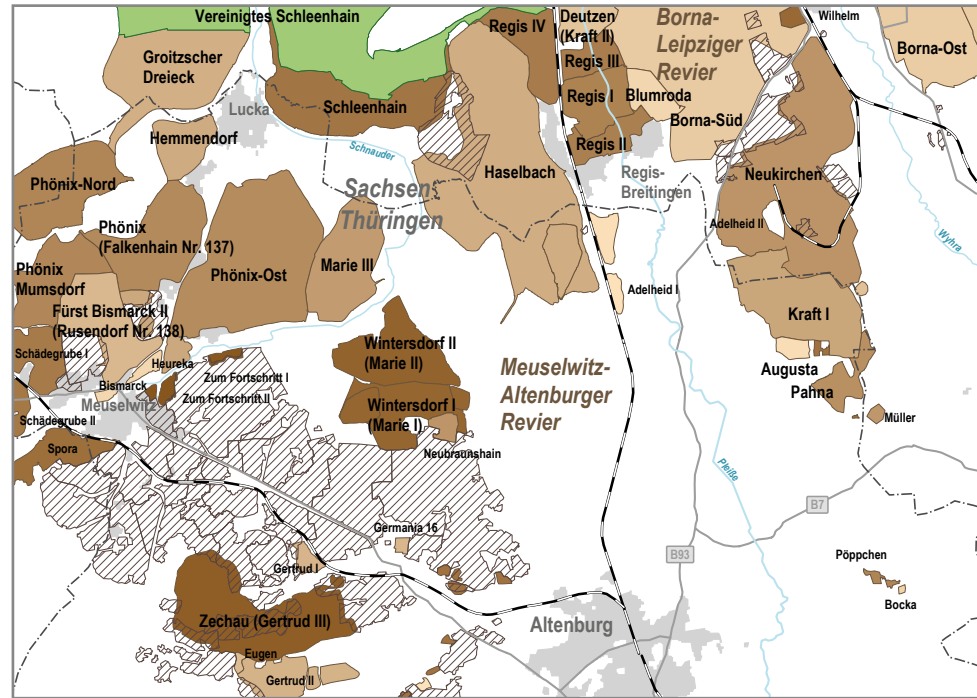 Vereinigtes Schleenhain
Groitzscher
Dreieck
Regis IV
Deutzen
(Kraft II)
Borna-
Leipziger
Revier
Wilhelm
Borna-Ost
Regis III
Regis I
Blumroda
Lucka
Schleenhain
Borna-Süd
Hemmendorf
Schnauder
Regis II
Haselbach
Regis-
Breitingen
Neukirchen
Phönix-Nord
Sachsen
Thüringen
Adelheid II
Wyhra
Phönix
(Falkenhain Nr. 137)
Phönix
Mumsdorf
Phönix-Ost
Marie III
Adelheid I
Fürst Bismarck II
(Rusendorf Nr. 138)
Kraft I
Schädegrube I
Heureka
Wintersdorf II
(Marie II)
Zum Fortschritt I
Bismarck
Meuselwitz
Zum Fortschritt II
Meuselwitz-
Altenburger
Revier
Augusta
Pahna
Wintersdorf I
(Marie I)
Schädegrube II
Müller
Spora
Neubraunshain
Pleiße
B7
Germania 16
B93
Gertrud I
Pöppchen
Bocka
Zechau (Gertrud III)
Altenburg
Eugen
Gertrud II